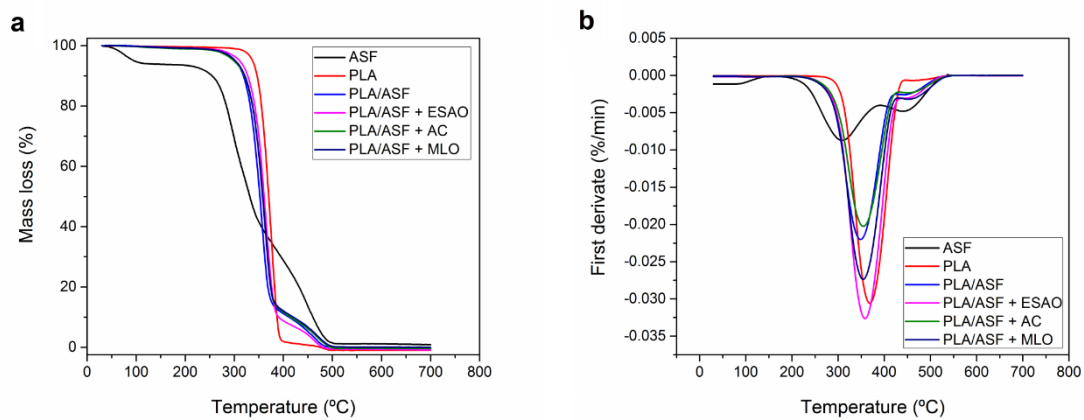 a
100
80
60
40
20
0
Mass loss (%)
ASF
PLA
PLA/ASF
PLA/ASF + ESAO
PLA/ASF + AC
PLA/ASF + MLO
0 100 200 300 400 500 600 700 800
Temperature (ºC)
b
0.005
0.000
-0.005
-0.010
-0.015
-0.020
-0.025
-0.030
-0.035
First derivate (%/min)
ASF
PLA
PLA/ASF
PLA/ASF + ESAO
PLA/ASF + AC
PLA/ASF + MLO
0 100 200 300 400 500 600 700 800
Temperature (ºC)